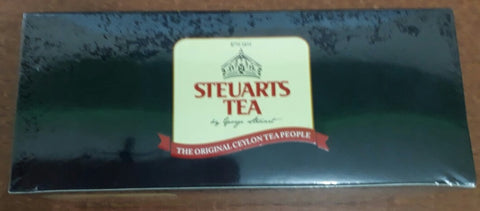 STEUARTS
TEA
by George Steuart
THE ORIGINAL CEYLON TEA PEOPLE